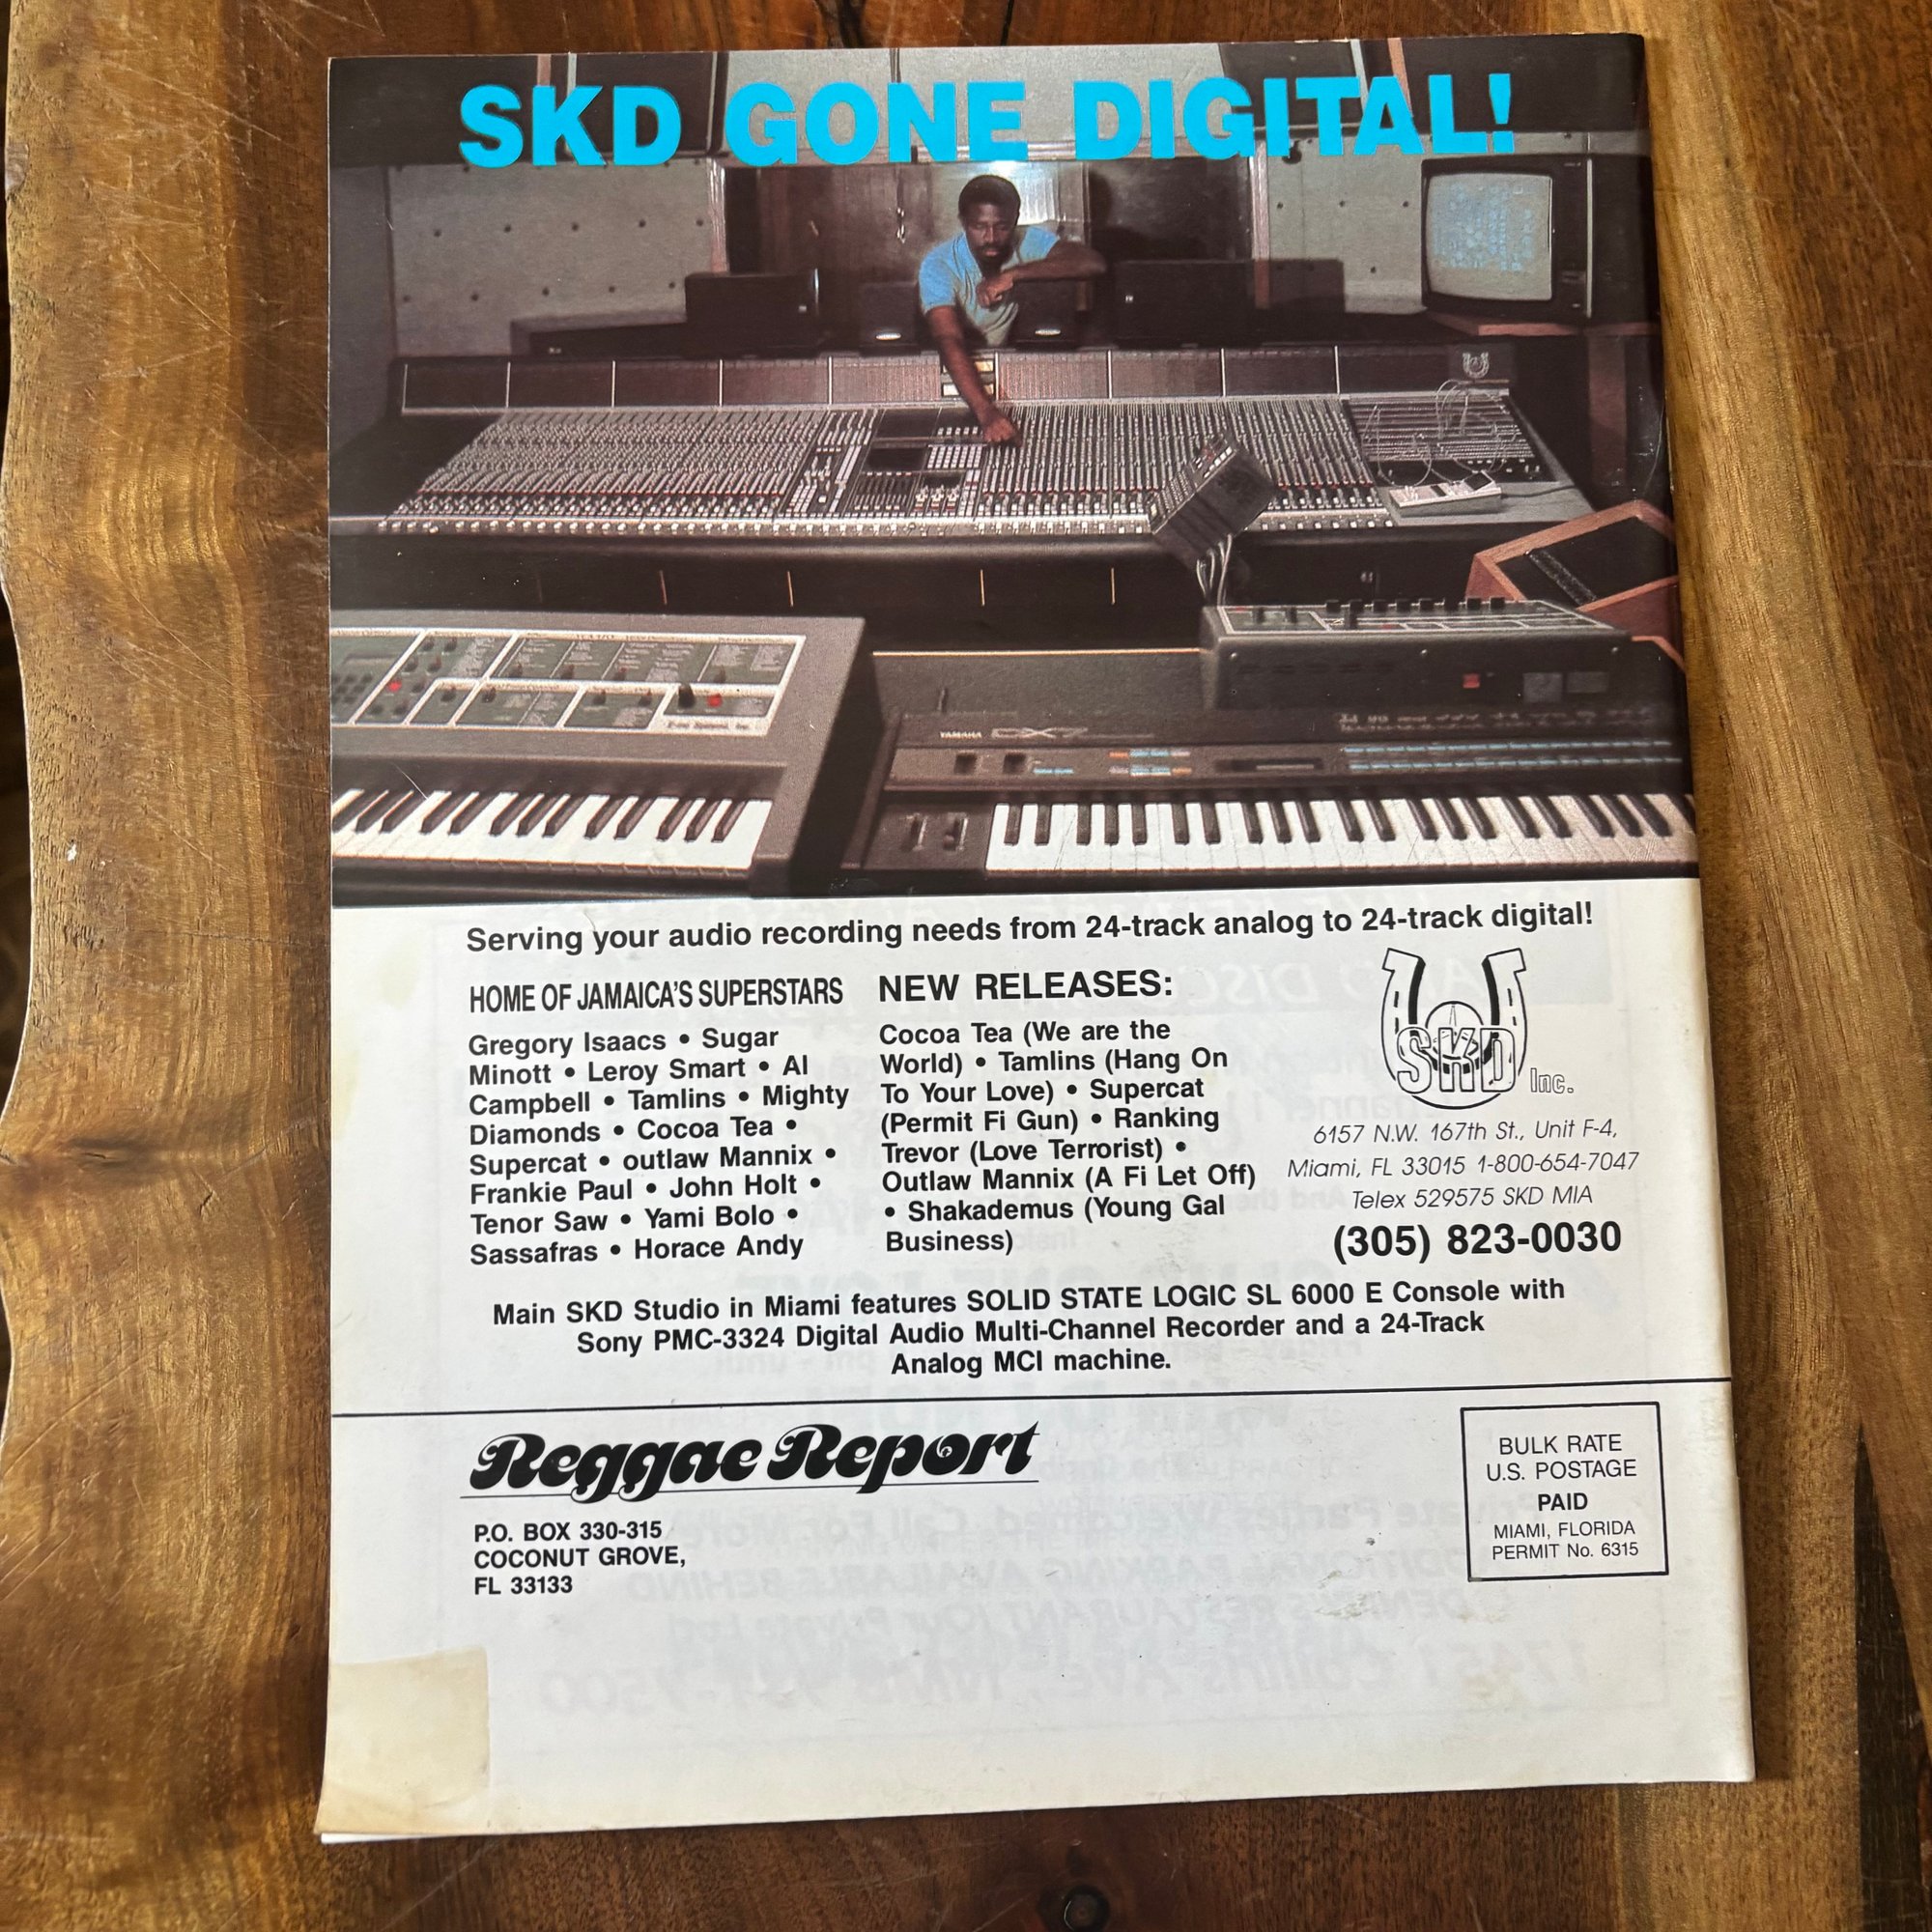 SKD GONE DIGITAL!
YAMAHA DX7
Serving your audio recording needs from 24-track analog to 24-track digital!
HOME OF JAMAICA'S SUPERSTARS
Gregory Isaacs • Sugar
Minott • Leroy Smart • Al
Campbell • Tamlins • Mighty
Diamonds • Cocoa Tea •
Supercat • outlaw Mannix •
Frankie Paul • John Holt •
Tenor Saw • Yami Bolo •
Sassafras • Horace Andy
NEW RELEASES:
Cocoa Tea (We are the
World) • Tamlins (Hang On
To Your Love) • Supercat
(Permit Fi Gun) • Ranking
Trevor (Love Terrorist) •
Outlaw Mannix (A Fi Let Off)
• Shakademus (Young Gal
Business)
SKD Inc.
6157 N.W. 167th St., Unit F-4,
Miami, FL 33015 1-800-654-7047
Telex 529575 SKD MIA
(305) 823-0030
Main SKD Studio in Miami features SOLID STATE LOGIC SL 6000 E Console with
Sony PMC-3324 Digital Audio Multi-Channel Recorder and a 24-Track
Analog MCI machine.
Reggae Report
P.O. BOX 330-315
COCONUT GROVE,
FL 33133
BULK RATE
U.S. POSTAGE
PAID
MIAMI, FLORIDA
PERMIT No. 6315